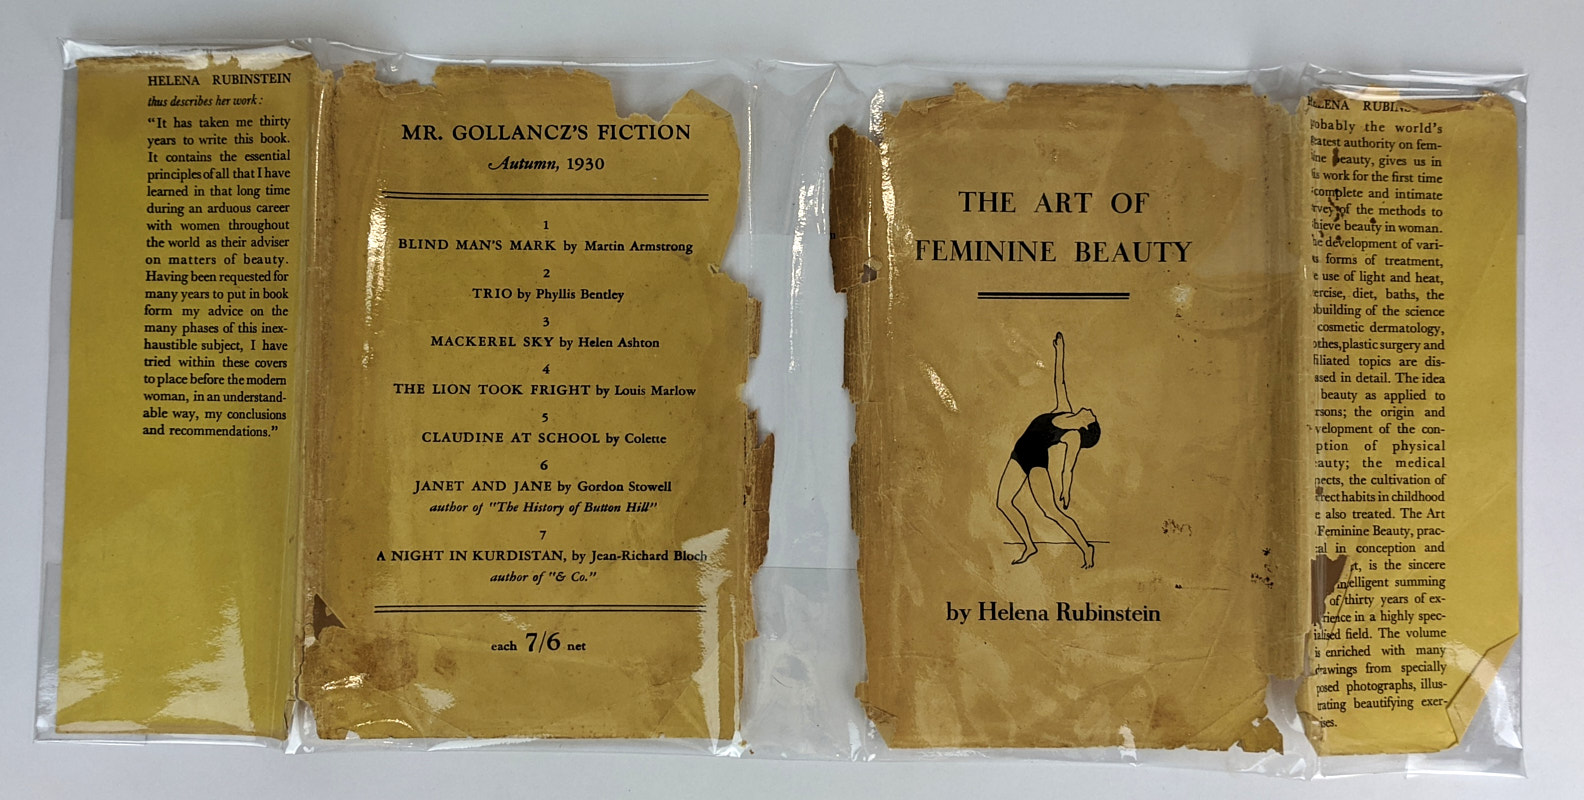 HELENA RUBINSTEIN
thus describes her work:
"It has taken me thirty
years to write this book.
It contains the essential
principles of all that I have
learned in that long time
during an arduous career
with women throughout
the world as their adviser
on matters of beauty.
Having been requested for
many years to put in book
form my advice on the
many phases of this inex-
haustible subject, I have
tried within these covers
to place before the modern
woman, in an understand-
able way, my conclusions
and recommendations."
MR. GOLLANCZ'S FICTION
Autumn, 1930
1
BLIND MAN'S MARK by Martin Armstrong
2
TRIO by Phyllis Bentley
3
MACKEREL SKY by Helen Ashton
4
THE LION TOOK FRIGHT by Louis Marlow
5
CLAUDINE AT SCHOOL by Colette
6
JANET AND JANE by Gordon Stowell
author of "The History of Button Hill"
7
A NIGHT IN KURDISTAN, by Jean-Richard Bloch
author of "& Co."
each 7/6 net
THE ART OF
FEMININE BEAUTY
by Helena Rubinstein
HELENA
the world's
authority on fem-
beauty, gives us in
work for the first time
complete and intimate
of the methods to
beauty in woman.
development of vari-
forms of treatment,
use of light and heat,
diet, baths, the
building of the science
cosmetic dermatology,
plastic surgery and
topics are dis-
in detail. The idea
beauty as applied to
the origin and
of the con-
of physical
the medical
the cultivation of
habits in childhood
also treated. The Art
Feminine Beauty, prac-
in conception and
is the sincere
intelligent summing
of thirty years of ex-
perience in a highly spec-
ialised field. The volume
is enriched with many
drawings from specially
posed photographs, illus-
trating beautifying exer-
cises.